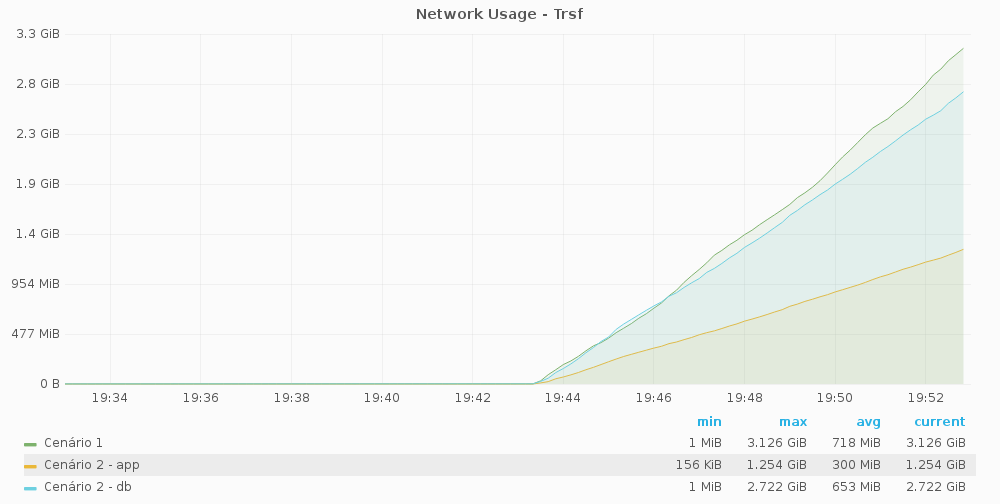 Network Usage - Trsf
3.3 GiB
2.8 GiB
2.3 GiB
1.9 GiB
1.4 GiB
954 MiB
477 MiB
0 B
19:34 19:36 19:38 19:40 19:42 19:44 19:46 19:48 19:50 19:52
min max avg current
Cenário 1 1 MiB 3.126 GiB 718 MiB 3.126 GiB
Cenário 2 - app 156 KiB 1.254 GiB 300 MiB 1.254 GiB
Cenário 2 - db 1 MiB 2.722 GiB 653 MiB 2.722 GiB